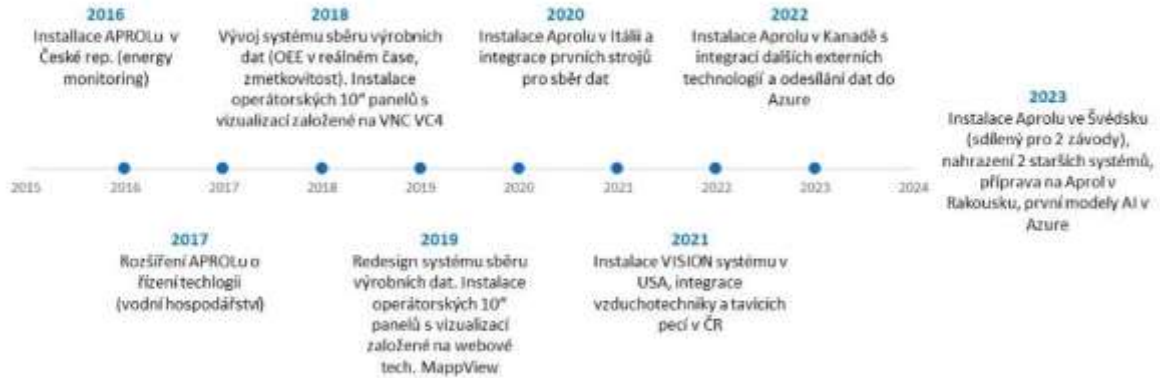 2016
Installace APROLu v
České rep. (energy
monitoring)
2018
Vývoj systému sběru výrobních
dat (OEE v reálném čase,
zmetkovitost). Instalace
operátorských 10" panelů s
vizualizací založené na VNC VC4
2020
Instalace Aprolu v Itálii a
integrace prvních strojů
pro sběr dat
2022
Instalace Aprolu v Kanadě s
integrací dalších externích
technologií a odesílání dat do
Azure
2023
Instalace Aprolu ve Švédsku
(sdílený pro 2 závody),
nahrazení 2 starších systémů,
příprava na Aprol v
Rakousku, první modely AI v
Azure
2015 2016 2017 2018 2019 2020 2021 2022 2023 2024
2017
Rozšíření APROLu o
řízení techlogií
(vodní hospodářství)
2019
Redesign systému sběru
výrobních dat. Instalace
operátorských 10"
panelů s vizualizací
založené na webové
tech. MappView
2021
Instalace VISION systému v
USA, integrace
vzduchotechniky a tavicích
pecí v ČR